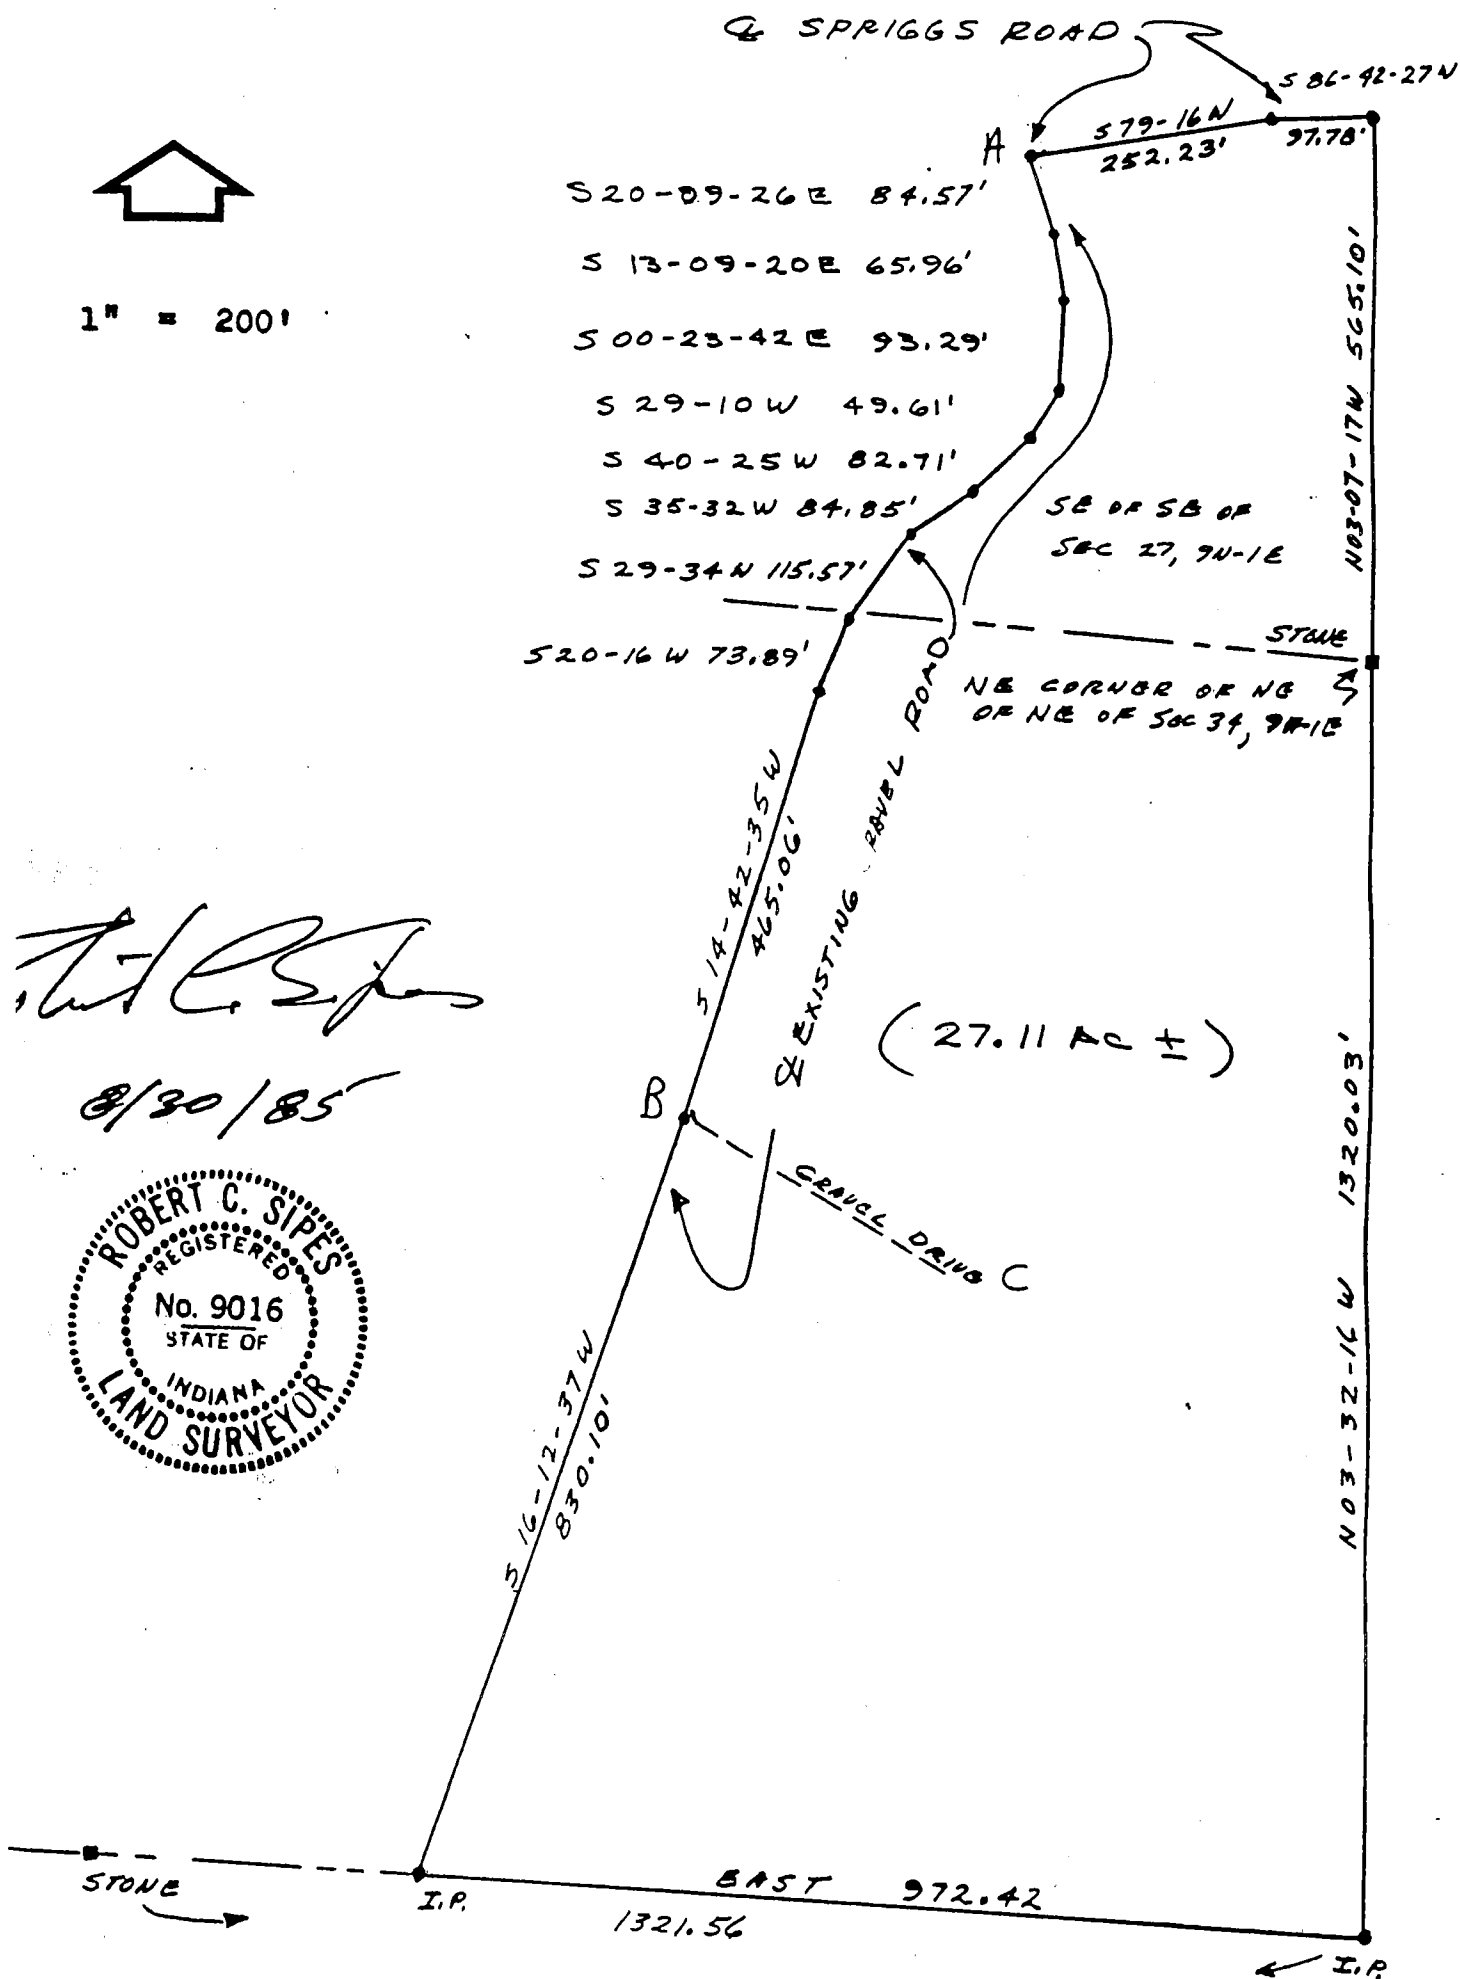 ℄ SPRIGGS ROAD
S 86-42-27 W
S 79-16 W
252.23'
97.78'
A
S 20-09-26 E 84.57'
S 13-09-20 E 65.96'
1" = 200'
S 00-23-42 E 93.29'
S 29-10 W 49.61'
S 40-25 W 82.71'
S 35-32 W 84.85'
S 29-34 W 115.57'
S 20-16 W 73.89'
N03-07-17W 565.10'
SE OF SE OF
SEC 27, 9N-1E
STONE
NE CORNER OF NE
OF NE OF SEC 34, 9N-1E
S 14-42-35 W
465.06'
℄ EXISTING RAVEL ROAD
(27.11 AC ±)
8/30/85
B
GRAVEL DRIVE C
ROBERT C. SIPES
REGISTERED
No. 9016
STATE OF
INDIANA
LAND SURVEYOR
N03-32-16 W 1320.03'
S 16-12-37 W
830.10'
STONE
I.P.
EAST 972.42
1321.56
I.P.